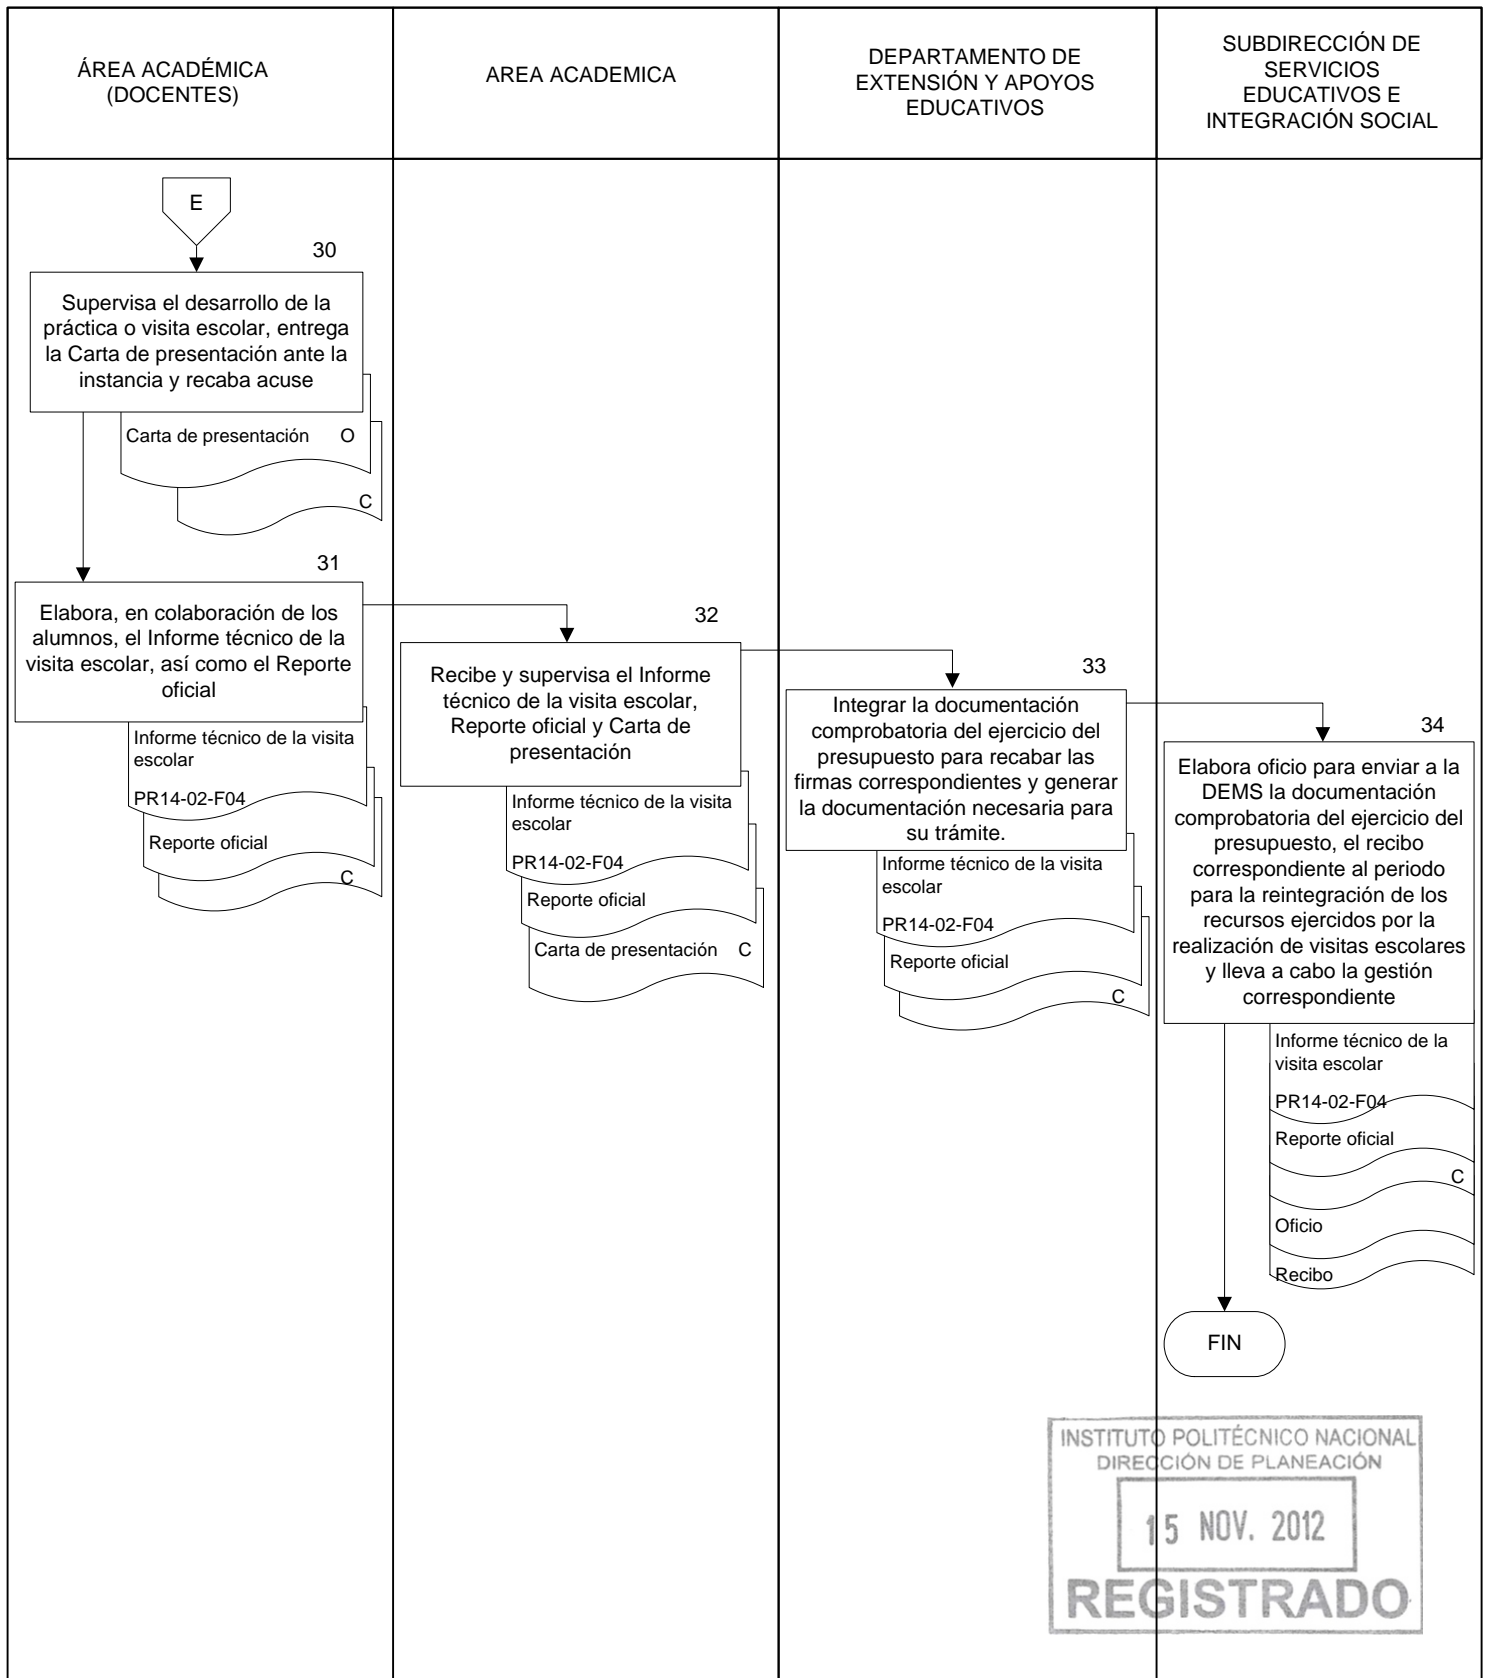 ÁREA ACADÉMICA
(DOCENTES)
AREA ACADEMICA
DEPARTAMENTO DE
EXTENSIÓN Y APOYOS
EDUCATIVOS
SUBDIRECCIÓN DE
SERVICIOS
EDUCATIVOS E
INTEGRACIÓN SOCIAL
E
30
Supervisa el desarrollo de la
práctica o visita escolar, entrega
la Carta de presentación ante la
instancia y recaba acuse
Carta de presentación O
C
31
Elabora, en colaboración de los
alumnos, el Informe técnico de la
visita escolar, así como el Reporte
oficial
Informe técnico de la visita
escolar
PR14-02-F04
Reporte oficial
C
32
Recibe y supervisa el Informe
técnico de la visita escolar,
Reporte oficial y Carta de
presentación
Informe técnico de la visita
escolar
PR14-02-F04
Reporte oficial
Carta de presentación C
33
Integrar la documentación
comprobatoria del ejercicio del
presupuesto para recabar las
firmas correspondientes y generar
la documentación necesaria para
su trámite.
Informe técnico de la visita
escolar
PR14-02-F04
Reporte oficial
C
34
Elabora oficio para enviar a la
DEMS la documentación
comprobatoria del ejercicio del
presupuesto, el recibo
correspondiente al periodo
para la reintegración de los
recursos ejercidos por la
realización de visitas escolares
y lleva a cabo la gestión
correspondiente
Informe técnico de la
visita escolar
PR14-02-F04
Reporte oficial
C
Oficio
Recibo
FIN
INSTITUTO POLITÉCNICO NACIONAL
DIRECCIÓN DE PLANEACIÓN
15 NOV. 2012
REGISTRADO